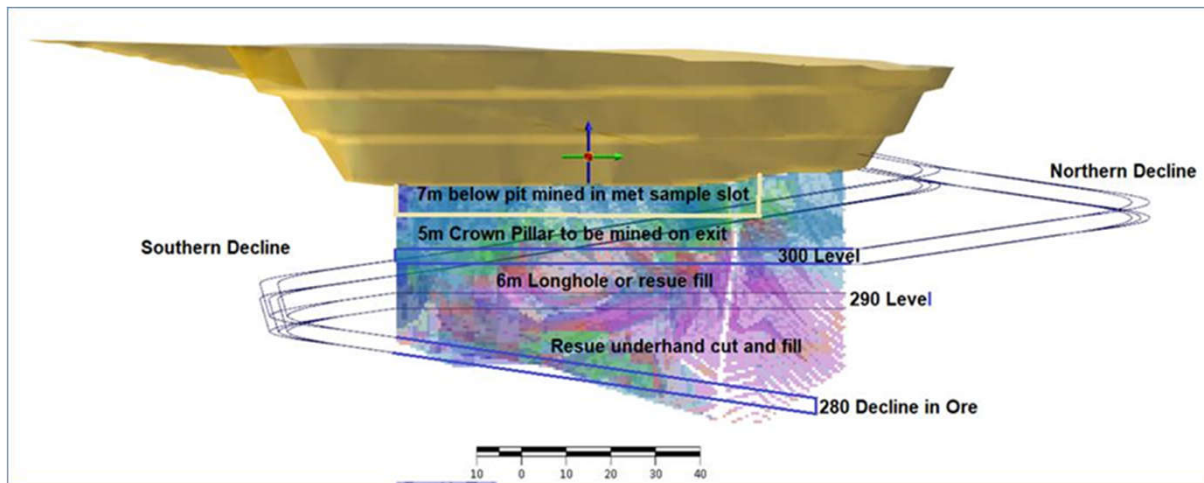 7m below pit mined in met sample slot
Northern Decline
5m Crown Pillar to be mined on exit
Southern Decline
300 Level
6m Longhole or resue fill
290 Level
Resue underhand cut and fill
280 Decline in Ore
10 0 10 20 30 40